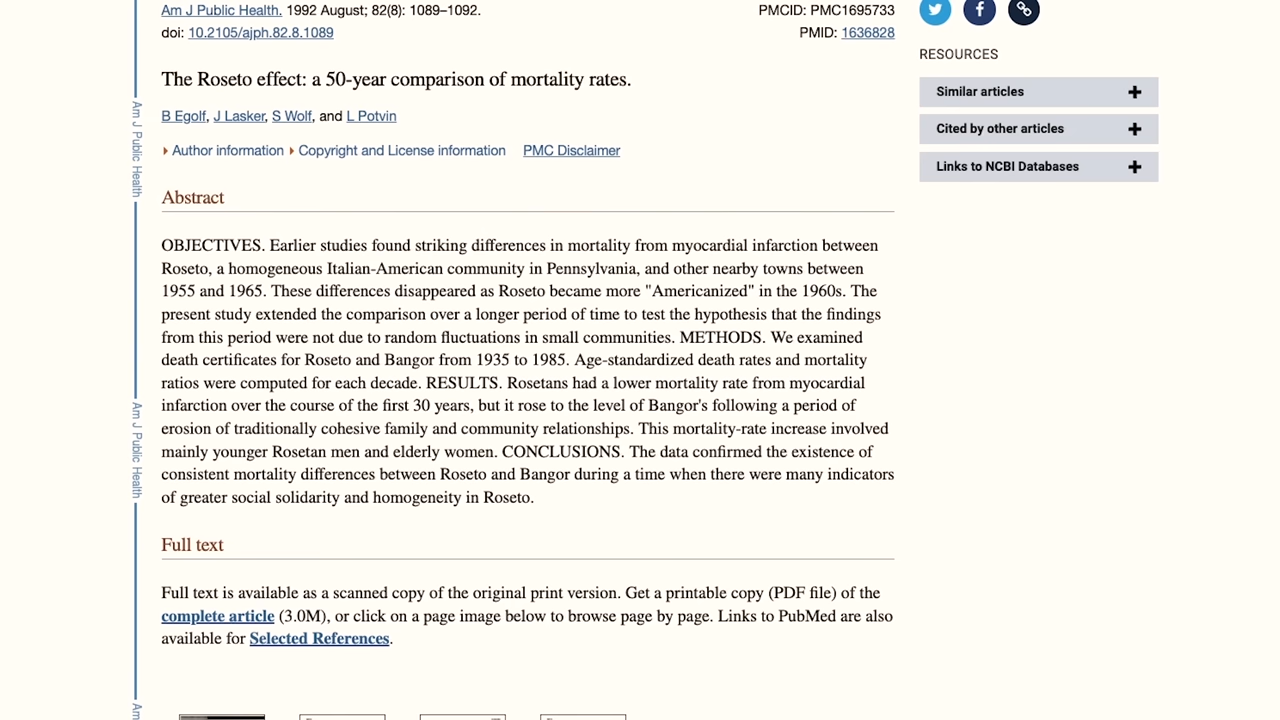 Am J Public Health. 1992 August; 82(8): 1089–1092.
PMCID: PMC1695733
doi: 10.2105/ajph.82.8.1089
PMID: 1636828
The Roseto effect: a 50-year comparison of mortality rates.
B Egolf, J Lasker, S Wolf, and L Potvin
Author information Copyright and License information PMC Disclaimer
Abstract
OBJECTIVES. Earlier studies found striking differences in mortality from myocardial infarction between
Roseto, a homogeneous Italian-American community in Pennsylvania, and other nearby towns between
1955 and 1965. These differences disappeared as Roseto became more "Americanized" in the 1960s. The
present study extended the comparison over a longer period of time to test the hypothesis that the findings
from this period were not due to random fluctuations in small communities. METHODS. We examined
death certificates for Roseto and Bangor from 1935 to 1985. Age-standardized death rates and mortality
ratios were computed for each decade. RESULTS. Rosetans had a lower mortality rate from myocardial
infarction over the course of the first 30 years, but it rose to the level of Bangor's following a period of
erosion of traditionally cohesive family and community relationships. This mortality-rate increase involved
mainly younger Rosetan men and elderly women. CONCLUSIONS. The data confirmed the existence of
consistent mortality differences between Roseto and Bangor during a time when there were many indicators
of greater social solidarity and homogeneity in Roseto.
Full text
Full text is available as a scanned copy of the original print version. Get a printable copy (PDF file) of the
complete article (3.0M), or click on a page image below to browse page by page. Links to PubMed are also
available for Selected References.
RESOURCES
Similar articles
Cited by other articles
Links to NCBI Databases
Am J Public Health
Am J Public Health
Am